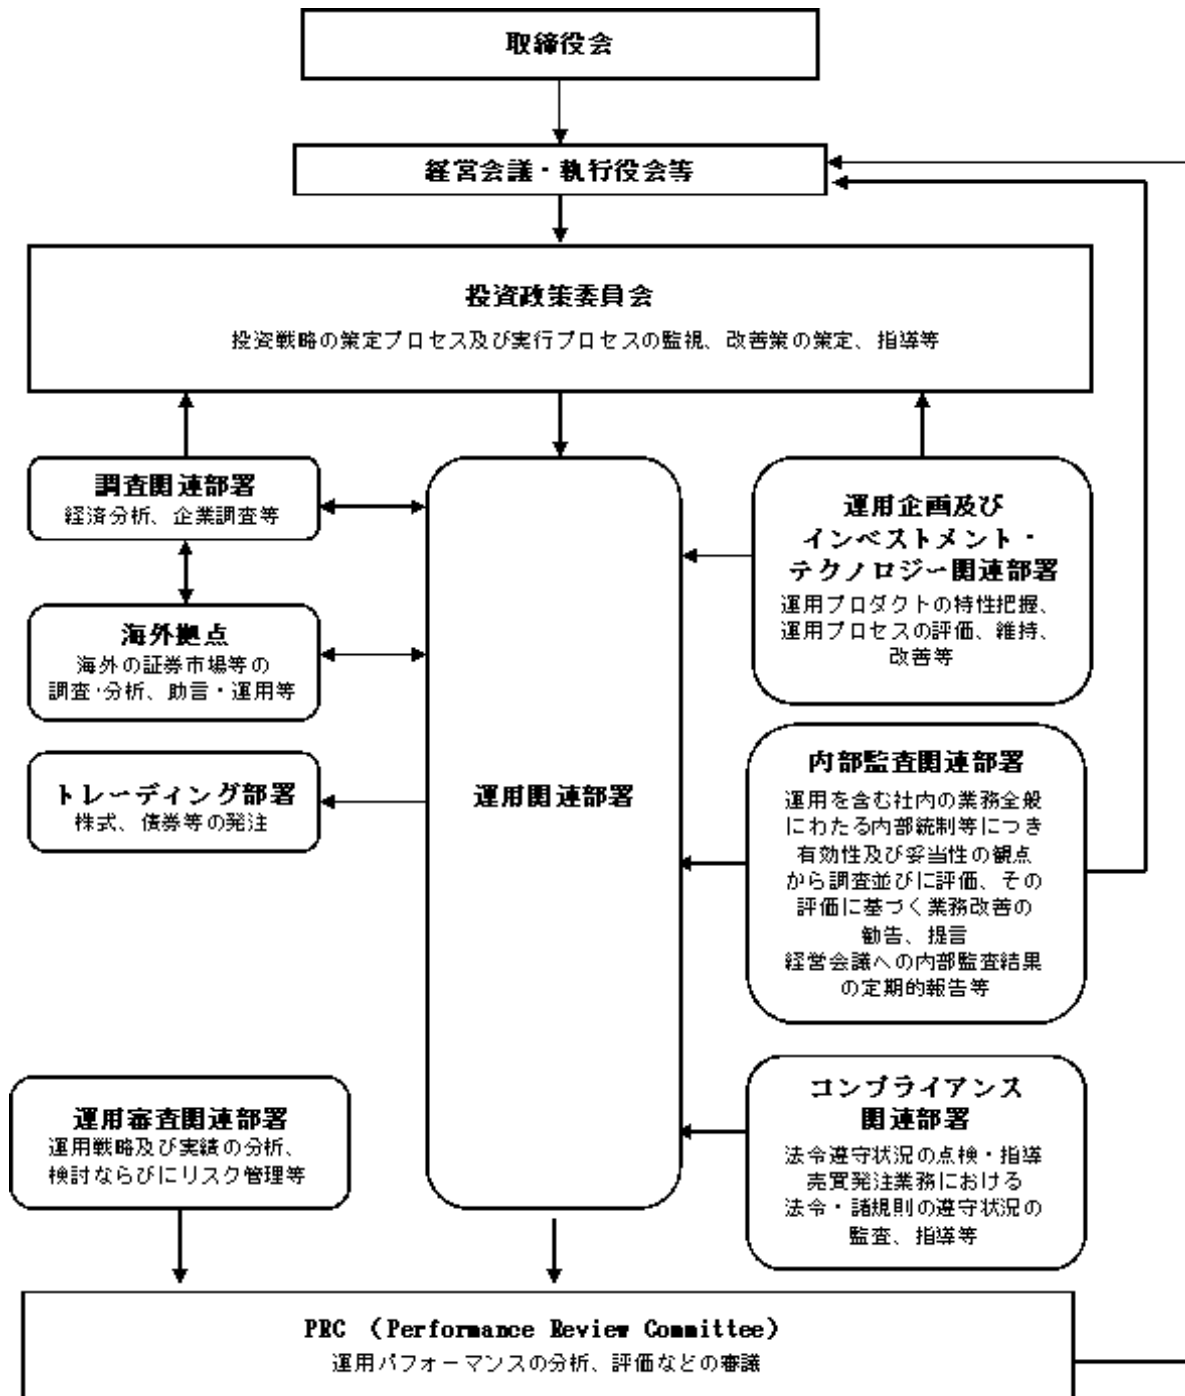 取締役会
経営会議・執行役会等
投資政策委員会
投資戦略の策定プロセス及び実行プロセスの監視、改善策の策定、指導等
調査関連部署
経済分析、企業調査等
海外拠点
海外の証券市場等の
調査・分析、助言・運用等
トレーディング部署
株式、債券等の発注
運用関連部署
運用企画及び
インベストメント・
テクノロジー関連部署
運用プロダクトの特性把握、
運用プロセスの評価、維持、
改善等
内部監査関連部署
運用を含む社内の業務全般
にわたる内部統制等につき
有効性及び妥当性の観点
から調査並びに評価、その
評価に基づく業務改善の
勧告、提言
経営会議への内部監査結果
の定期的報告等
運用審査関連部署
運用戦略及び実績の分析、
検討ならびにリスク管理等
コンプライアンス
関連部署
法令遵守状況の点検・指導
売買発注業務における
法令・諸規則の遵守状況の
監査、指導等
PRC （Performance Review Committee）
運用パフォーマンスの分析、評価などの審議